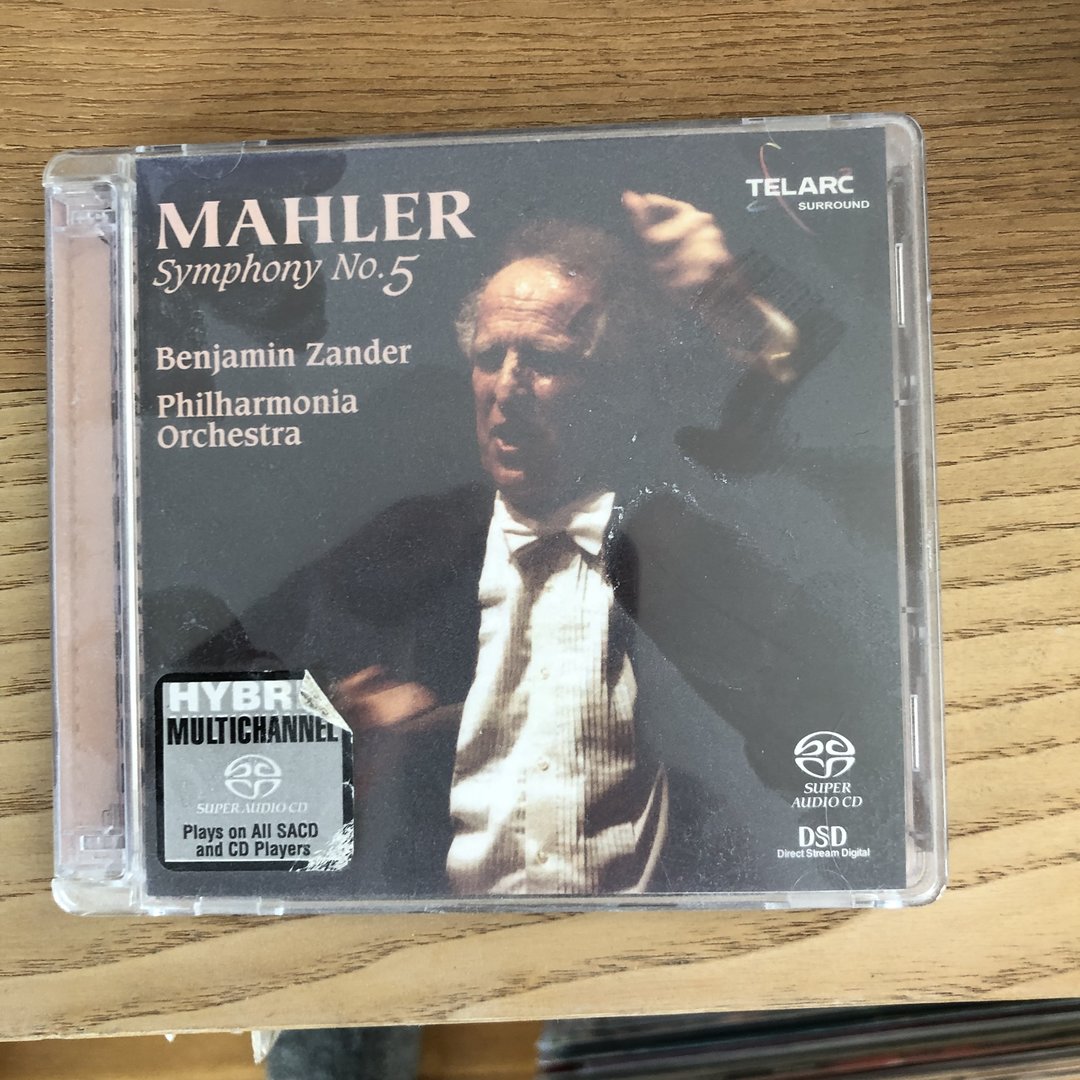 MAHLER
Symphony No. 5
Benjamin Zander
Philharmonia
Orchestra
TELARC
SURROUND
MULTICHANNEL
SUPER AUDIO CD
Plays on All SACD
and CD Players
SUPER
AUDIO CD
DSD
Direct Stream Digital